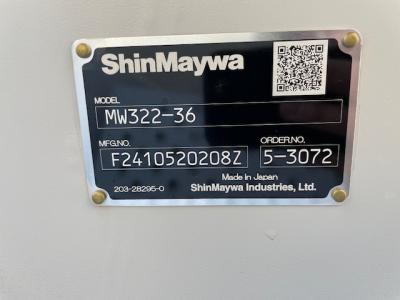 ShinMaywa
MODEL
MW322-36
MFG.NO. ORDER.NO.
F2410520208Z 5-3072
Made In Japan
203-28295-0 ShinMaywa Industries, Ltd.